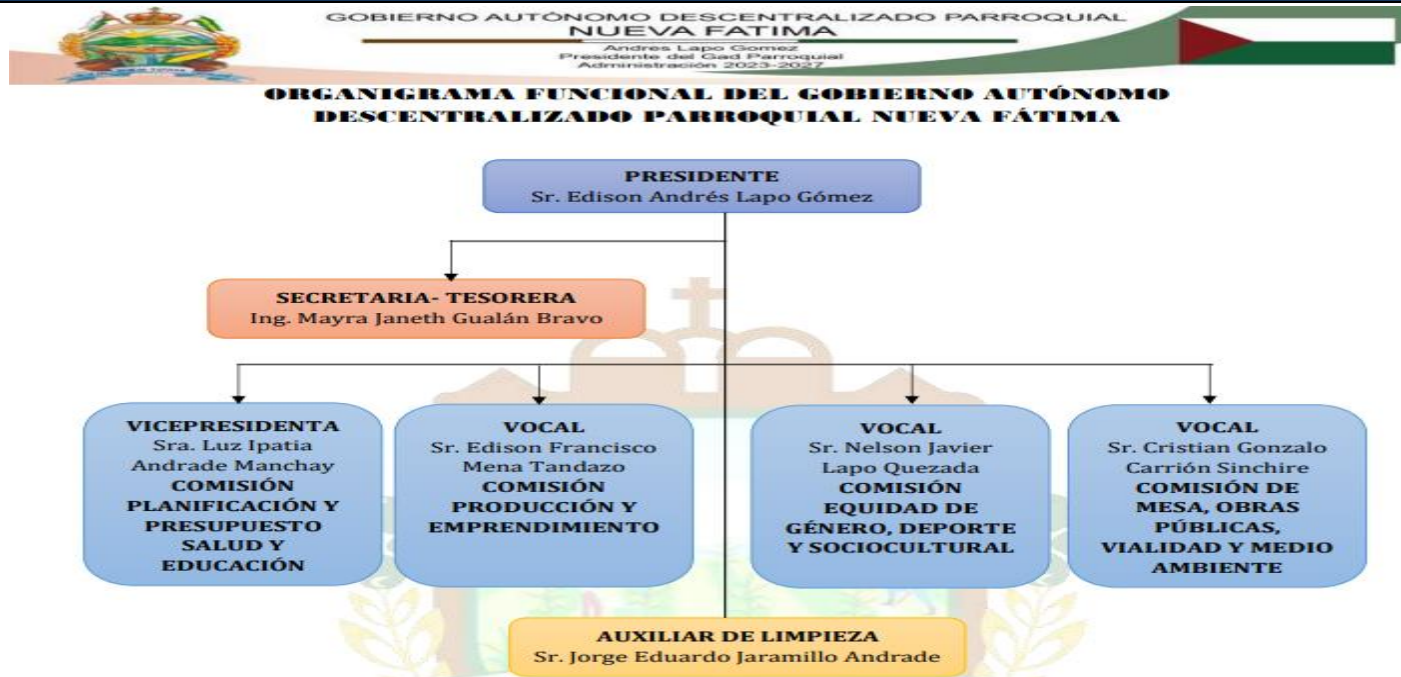 GOBIERNO AUTÓNOMO DESCENTRALIZADO PARROQUIAL
NUEVA FATIMA
Andres Lapo Gomez
Presidente del Gad Parroquial
Administración 2023-2027
ORGANIGRAMA FUNCIONAL DEL GOBIERNO AUTÓNOMO
DESCENTRALIZADO PARROQUIAL NUEVA FÁTIMA
PRESIDENTE
Sr. Edison Andrés Lapo Gómez
SECRETARIA- TESORERA
Ing. Mayra Janeth Gualán Bravo
VICEPRESIDENTA
Sra. Luz Ipatia
Andrade Manchay
COMISIÓN
PLANIFICACIÓN Y
PRESUPUESTO
SALUD Y
EDUCACIÓN
VOCAL
Sr. Edison Francisco
Mena Tandazo
COMISIÓN
PRODUCCIÓN Y
EMPRENDIMIENTO
VOCAL
Sr. Nelson Javier
Lapo Quezada
COMISIÓN
EQUIDAD DE
GÉNERO, DEPORTE
Y SOCIOCULTURAL
VOCAL
Sr. Cristian Gonzalo
Carrión Sinchire
COMISIÓN DE
MESA, OBRAS
PÚBLICAS,
VIALIDAD Y MEDIO
AMBIENTE
AUXILIAR DE LIMPIEZA
Sr. Jorge Eduardo Jaramillo Andrade